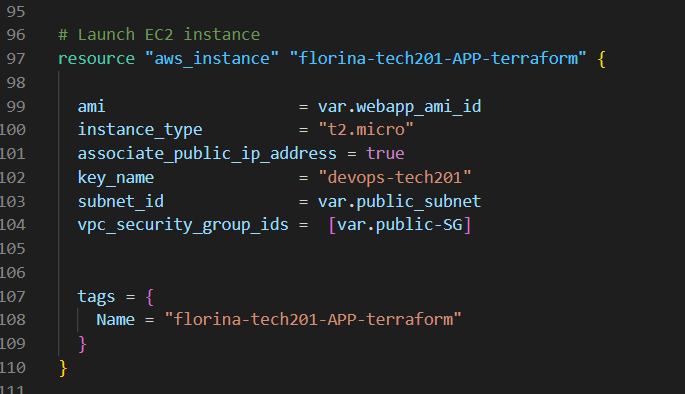 95
96 # Launch EC2 instance
97 resource "aws_instance" "florina-tech201-APP-terraform" {
98
99 ami = var.webapp_ami_id
100 instance_type = "t2.micro"
101 associate_public_ip_address = true
102 key_name = "devops-tech201"
103 subnet_id = var.public_subnet
104 vpc_security_group_ids = [var.public-SG]
105
106
107 tags = {
108 Name = "florina-tech201-APP-terraform"
109 }
110 }
111